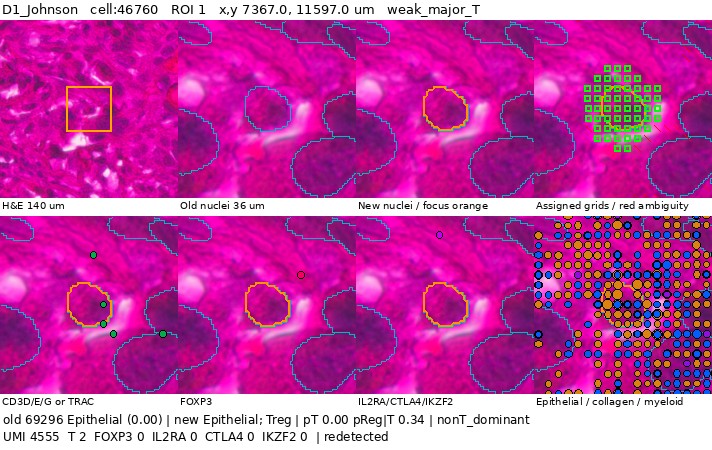 D1_Johnson cell:46760 ROI 1 x,y 7367.0, 11597.0 um weak_major_T
H&E 140 um
Old nuclei 36 um
New nuclei / focus orange
Assigned grids / red ambiguity
CD3D/E/G or TRAC
FOXP3
IL2RA/CTLA4/IKZF2
Epithelial / collagen / myeloid
old 69296 Epithelial (0.00) | new Epithelial; Treg | pT 0.00 pReg|T 0.34 | nonT_dominant
UMI 4555 T 2 FOXP3 0 IL2RA 0 CTLA4 0 IKZF2 0 | redetected